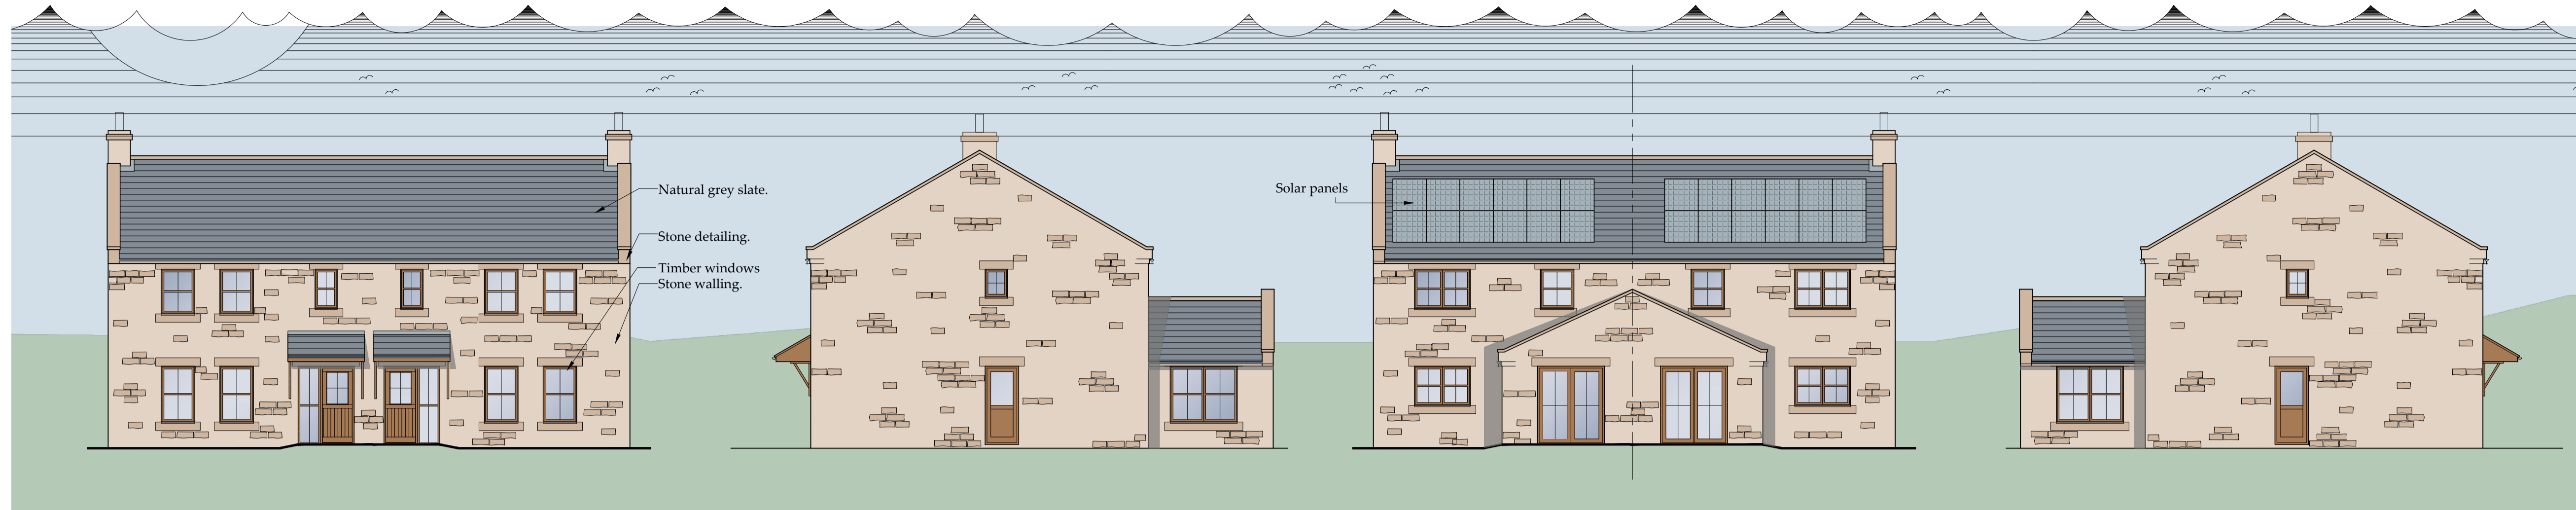 Natural grey slate.
Stone detailing.
Timber windows
Stone walling.
Solar panels